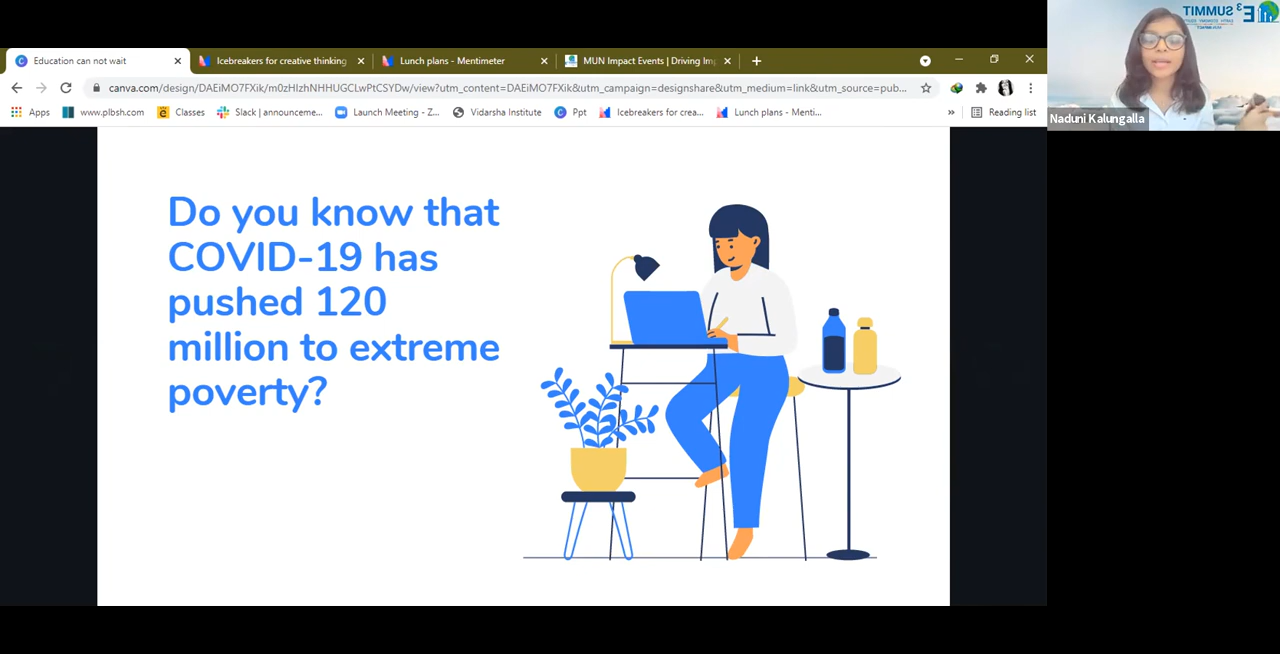 Education can not wait
Icebreakers for creative thinking
Lunch plans - Mentimeter
MUN Impact Events | Driving Im
canva.com/design/DAEiMO7FXik/m0zHIzhNHHUGCLwPtCSYDw/view?utm_content=DAEiMO7FXik&utm_campaign=designshare&utm_medium=link&utm_source=pub...
Apps
www.plbsh.com
Classes
Slack | announceme...
Launch Meeting - Z...
Vidarsha Institute
Ppt
Icebreakers for crea...
Lunch plans - Menti...
»
Reading list
E³ SUMMIT
Naduni Kalungalla
Do you know that
COVID-19 has
pushed 120
million to extreme
poverty?